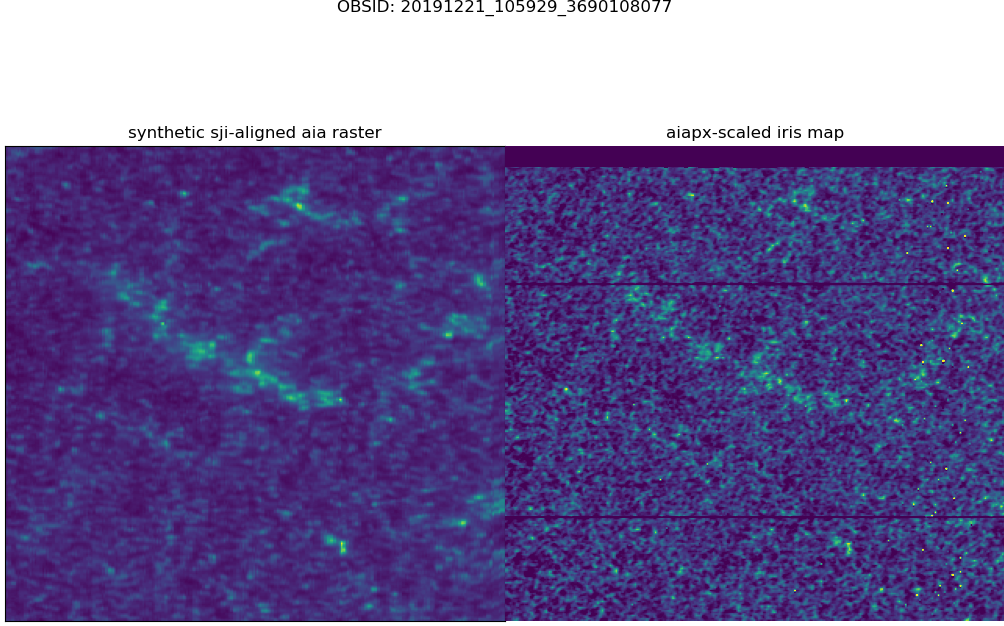 OBSID: 20191221_105929_3690108077
synthetic sji-aligned aia raster
aiapx-scaled iris map